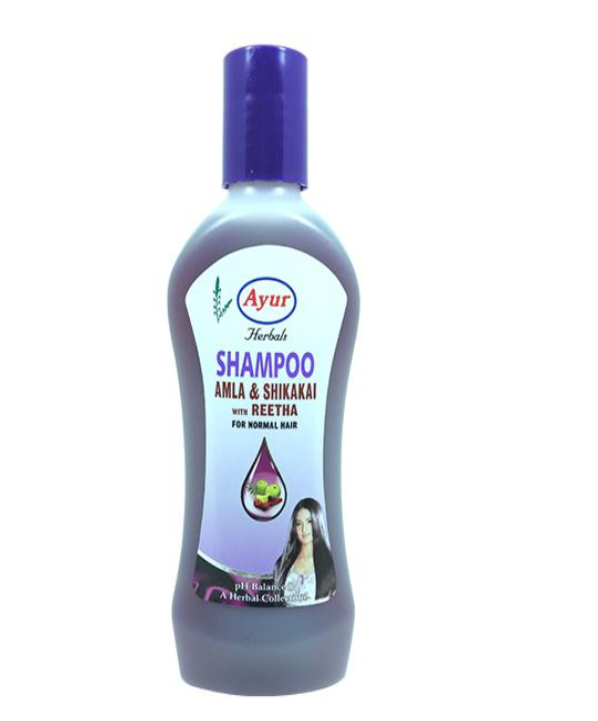 Ayur
Herbals
SHAMPOO
AMLA & SHIKAKAI
WITH REETHA
FOR NORMAL HAIR
pH Balanced
A Herbal Collection